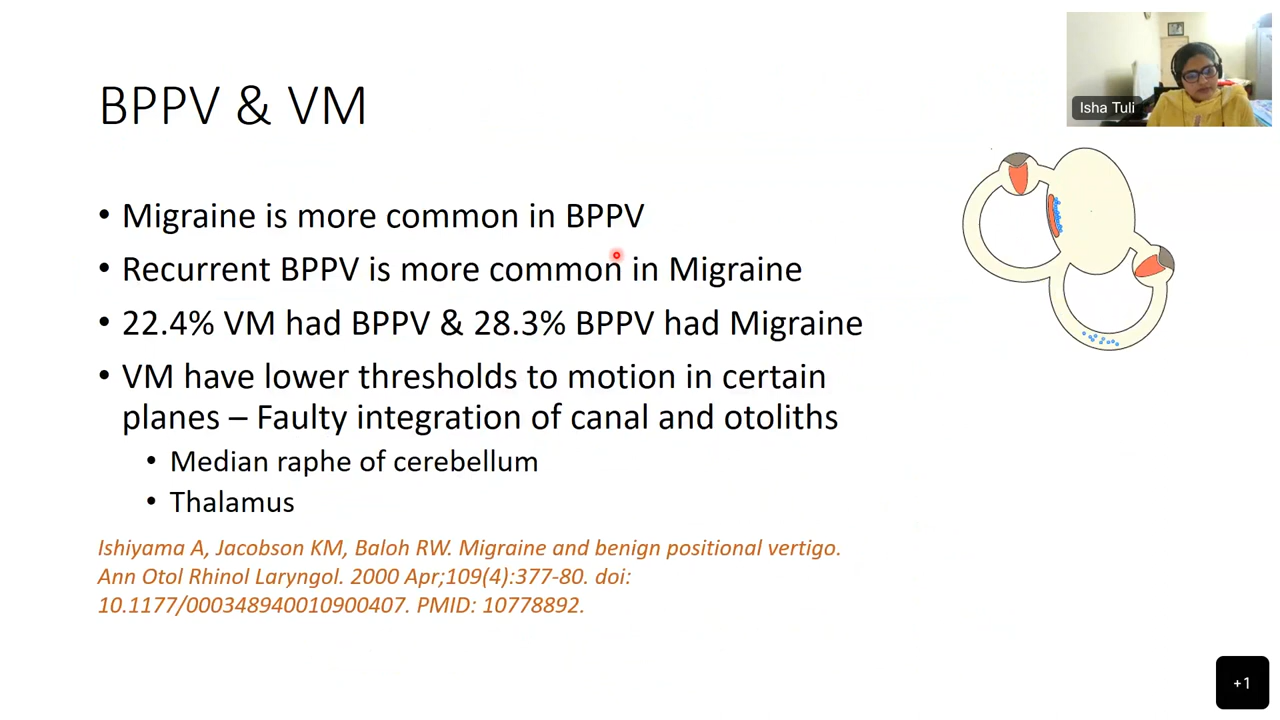 BPPV & VM
Isha Tuli
• Migraine is more common in BPPV
• Recurrent BPPV is more common in Migraine
• 22.4% VM had BPPV & 28.3% BPPV had Migraine
• VM have lower thresholds to motion in certain
planes – Faulty integration of canal and otoliths
• Median raphe of cerebellum
• Thalamus
Ishiyama A, Jacobson KM, Baloh RW. Migraine and benign positional vertigo.
Ann Otol Rhinol Laryngol. 2000 Apr;109(4):377-80. doi:
10.1177/000348940010900407. PMID: 10778892.
+1